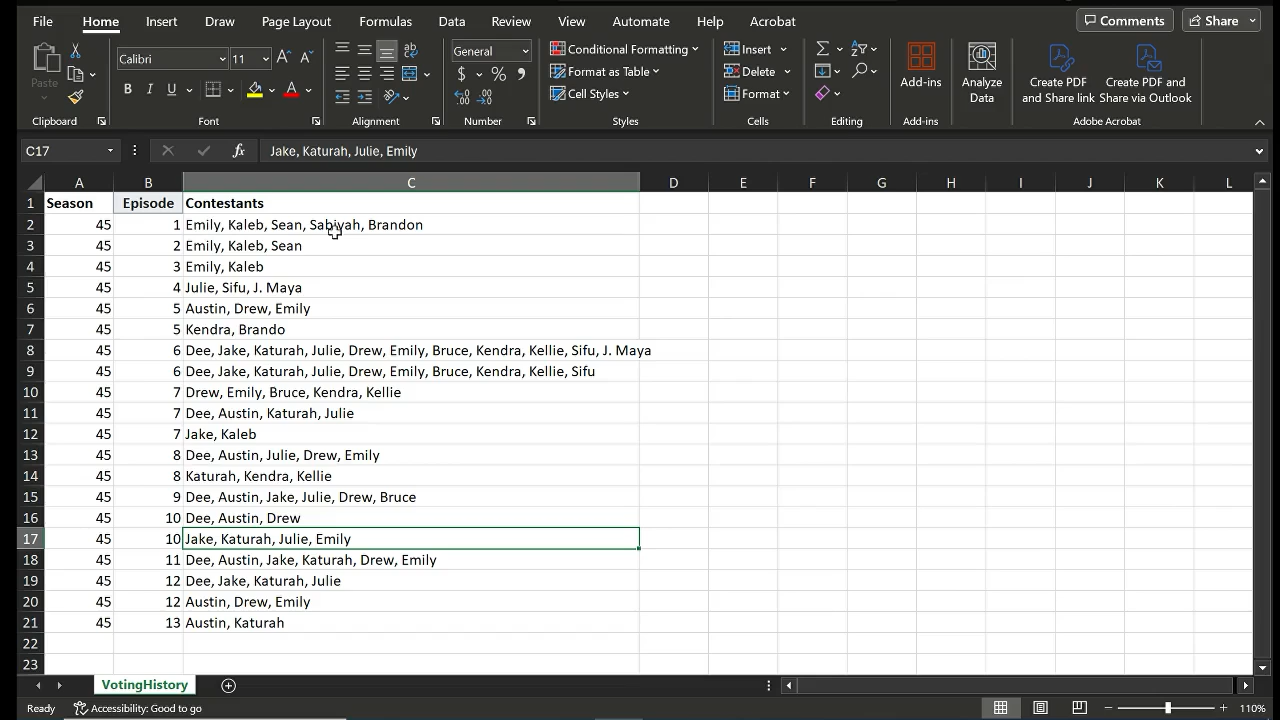 File Home Insert Draw Page Layout Formulas Data Review View Automate Help Acrobat Comments Share
Calibri 11 A A ab General Conditional Formatting Insert
Paste Format as Table Delete Add-ins Analyze Data Create PDF and Share link Create PDF and Share via Outlook
B I U A $ % 9 Cell Styles Format
Clipboard Font Alignment Number Styles Cells Editing Add-ins Adobe Acrobat
C17 fx Jake, Katurah, Julie, Emily
A B C D E F G H I J K L
1 Season Episode Contestants
2 45 1 Emily, Kaleb, Sean, Sabiyah, Brandon
3 45 2 Emily, Kaleb, Sean
4 45 3 Emily, Kaleb
5 45 4 Julie, Sifu, J. Maya
6 45 5 Austin, Drew, Emily
7 45 5 Kendra, Brando
8 45 6 Dee, Jake, Katurah, Julie, Drew, Emily, Bruce, Kendra, Kellie, Sifu, J. Maya
9 45 6 Dee, Jake, Katurah, Julie, Drew, Emily, Bruce, Kendra, Kellie, Sifu
10 45 7 Drew, Emily, Bruce, Kendra, Kellie
11 45 7 Dee, Austin, Katurah, Julie
12 45 7 Jake, Kaleb
13 45 8 Dee, Austin, Julie, Drew, Emily
14 45 8 Katurah, Kendra, Kellie
15 45 9 Dee, Austin, Jake, Julie, Drew, Bruce
16 45 10 Dee, Austin, Drew
17 45 10 Jake, Katurah, Julie, Emily
18 45 11 Dee, Austin, Jake, Katurah, Drew, Emily
19 45 12 Dee, Jake, Katurah, Julie
20 45 12 Austin, Drew, Emily
21 45 13 Austin, Katurah
22
23
VotingHistory
Ready Accessibility: Good to go 110%